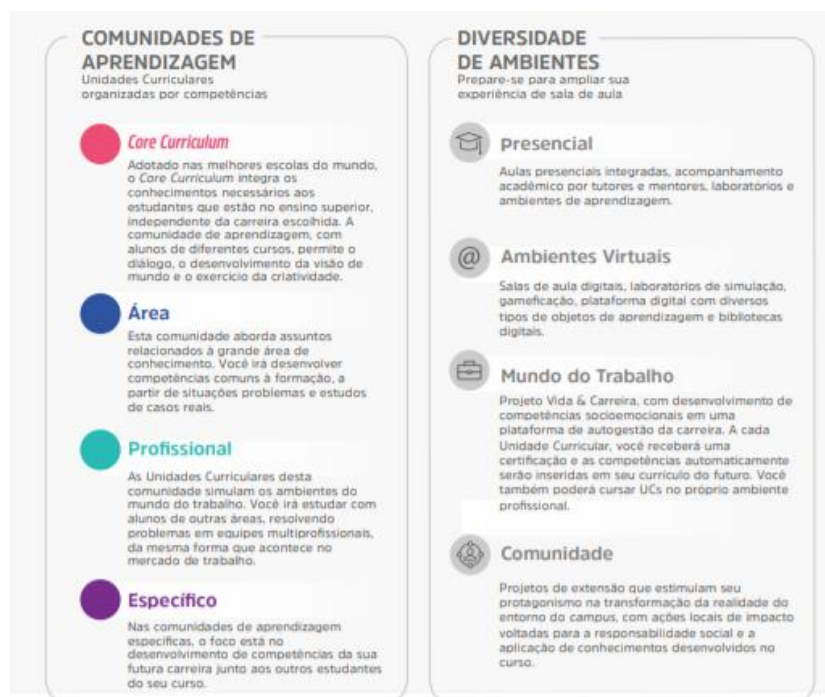 COMUNIDADES DE
APRENDIZAGEM
Unidades Curriculares
organizadas por competências
Core Curriculum
Adotado nas melhores escolas do mundo,
o Core Curriculum integra os
conhecimentos necessários aos
estudantes que estão no ensino superior,
independente da carreira escolhida. A
comunidade de aprendizagem, com
alunos de diferentes cursos, permite o
diálogo, o desenvolvimento da visão de
mundo e o exercício da criatividade.
Área
Esta comunidade aborda assuntos
relacionados à grande área de
conhecimento. Você irá desenvolver
competências comuns à formação, a
partir de situações problemas e estudos
de casos reais.
Profissional
As Unidades Curriculares desta
comunidade simulam os ambientes do
mundo do trabalho. Você irá estudar com
alunos de outras áreas, resolvendo
problemas em equipes multiprofissionais,
da mesma forma que acontece no
mercado de trabalho.
Específico
Nas comunidades de aprendizagem
específicas, o foco está no
desenvolvimento de competências da sua
futura carreira junto aos outros estudantes
do seu curso.
DIVERSIDADE
DE AMBIENTES
Prepare-se para ampliar sua
experiência de sala de aula
Presencial
Aulas presenciais integradas, acompanhamento
acadêmico por tutores e mentores, laboratórios e
ambientes de aprendizagem.
@ Ambientes Virtuais
Salas de aula digitais, laboratórios de simulação,
gameficação, plataforma digital com diversos
tipos de objetos de aprendizagem e bibliotecas
digitais.
Mundo do Trabalho
Projeto Vida & Carreira, com desenvolvimento de
competências socioemocionais em uma
plataforma de autogestão da carreira. A cada
Unidade Curricular, você receberá uma
certificação e as competências automaticamente
serão inseridas em seu currículo do futuro. Você
também poderá cursar UCs no próprio ambiente
profissional.
Comunidade
Projetos de extensão que estimulam seu
protagonismo na transformação da realidade do
entorno do campus, com ações locais de impacto
voltadas para a responsabilidade social e a
aplicação de conhecimentos desenvolvidos no
curso.